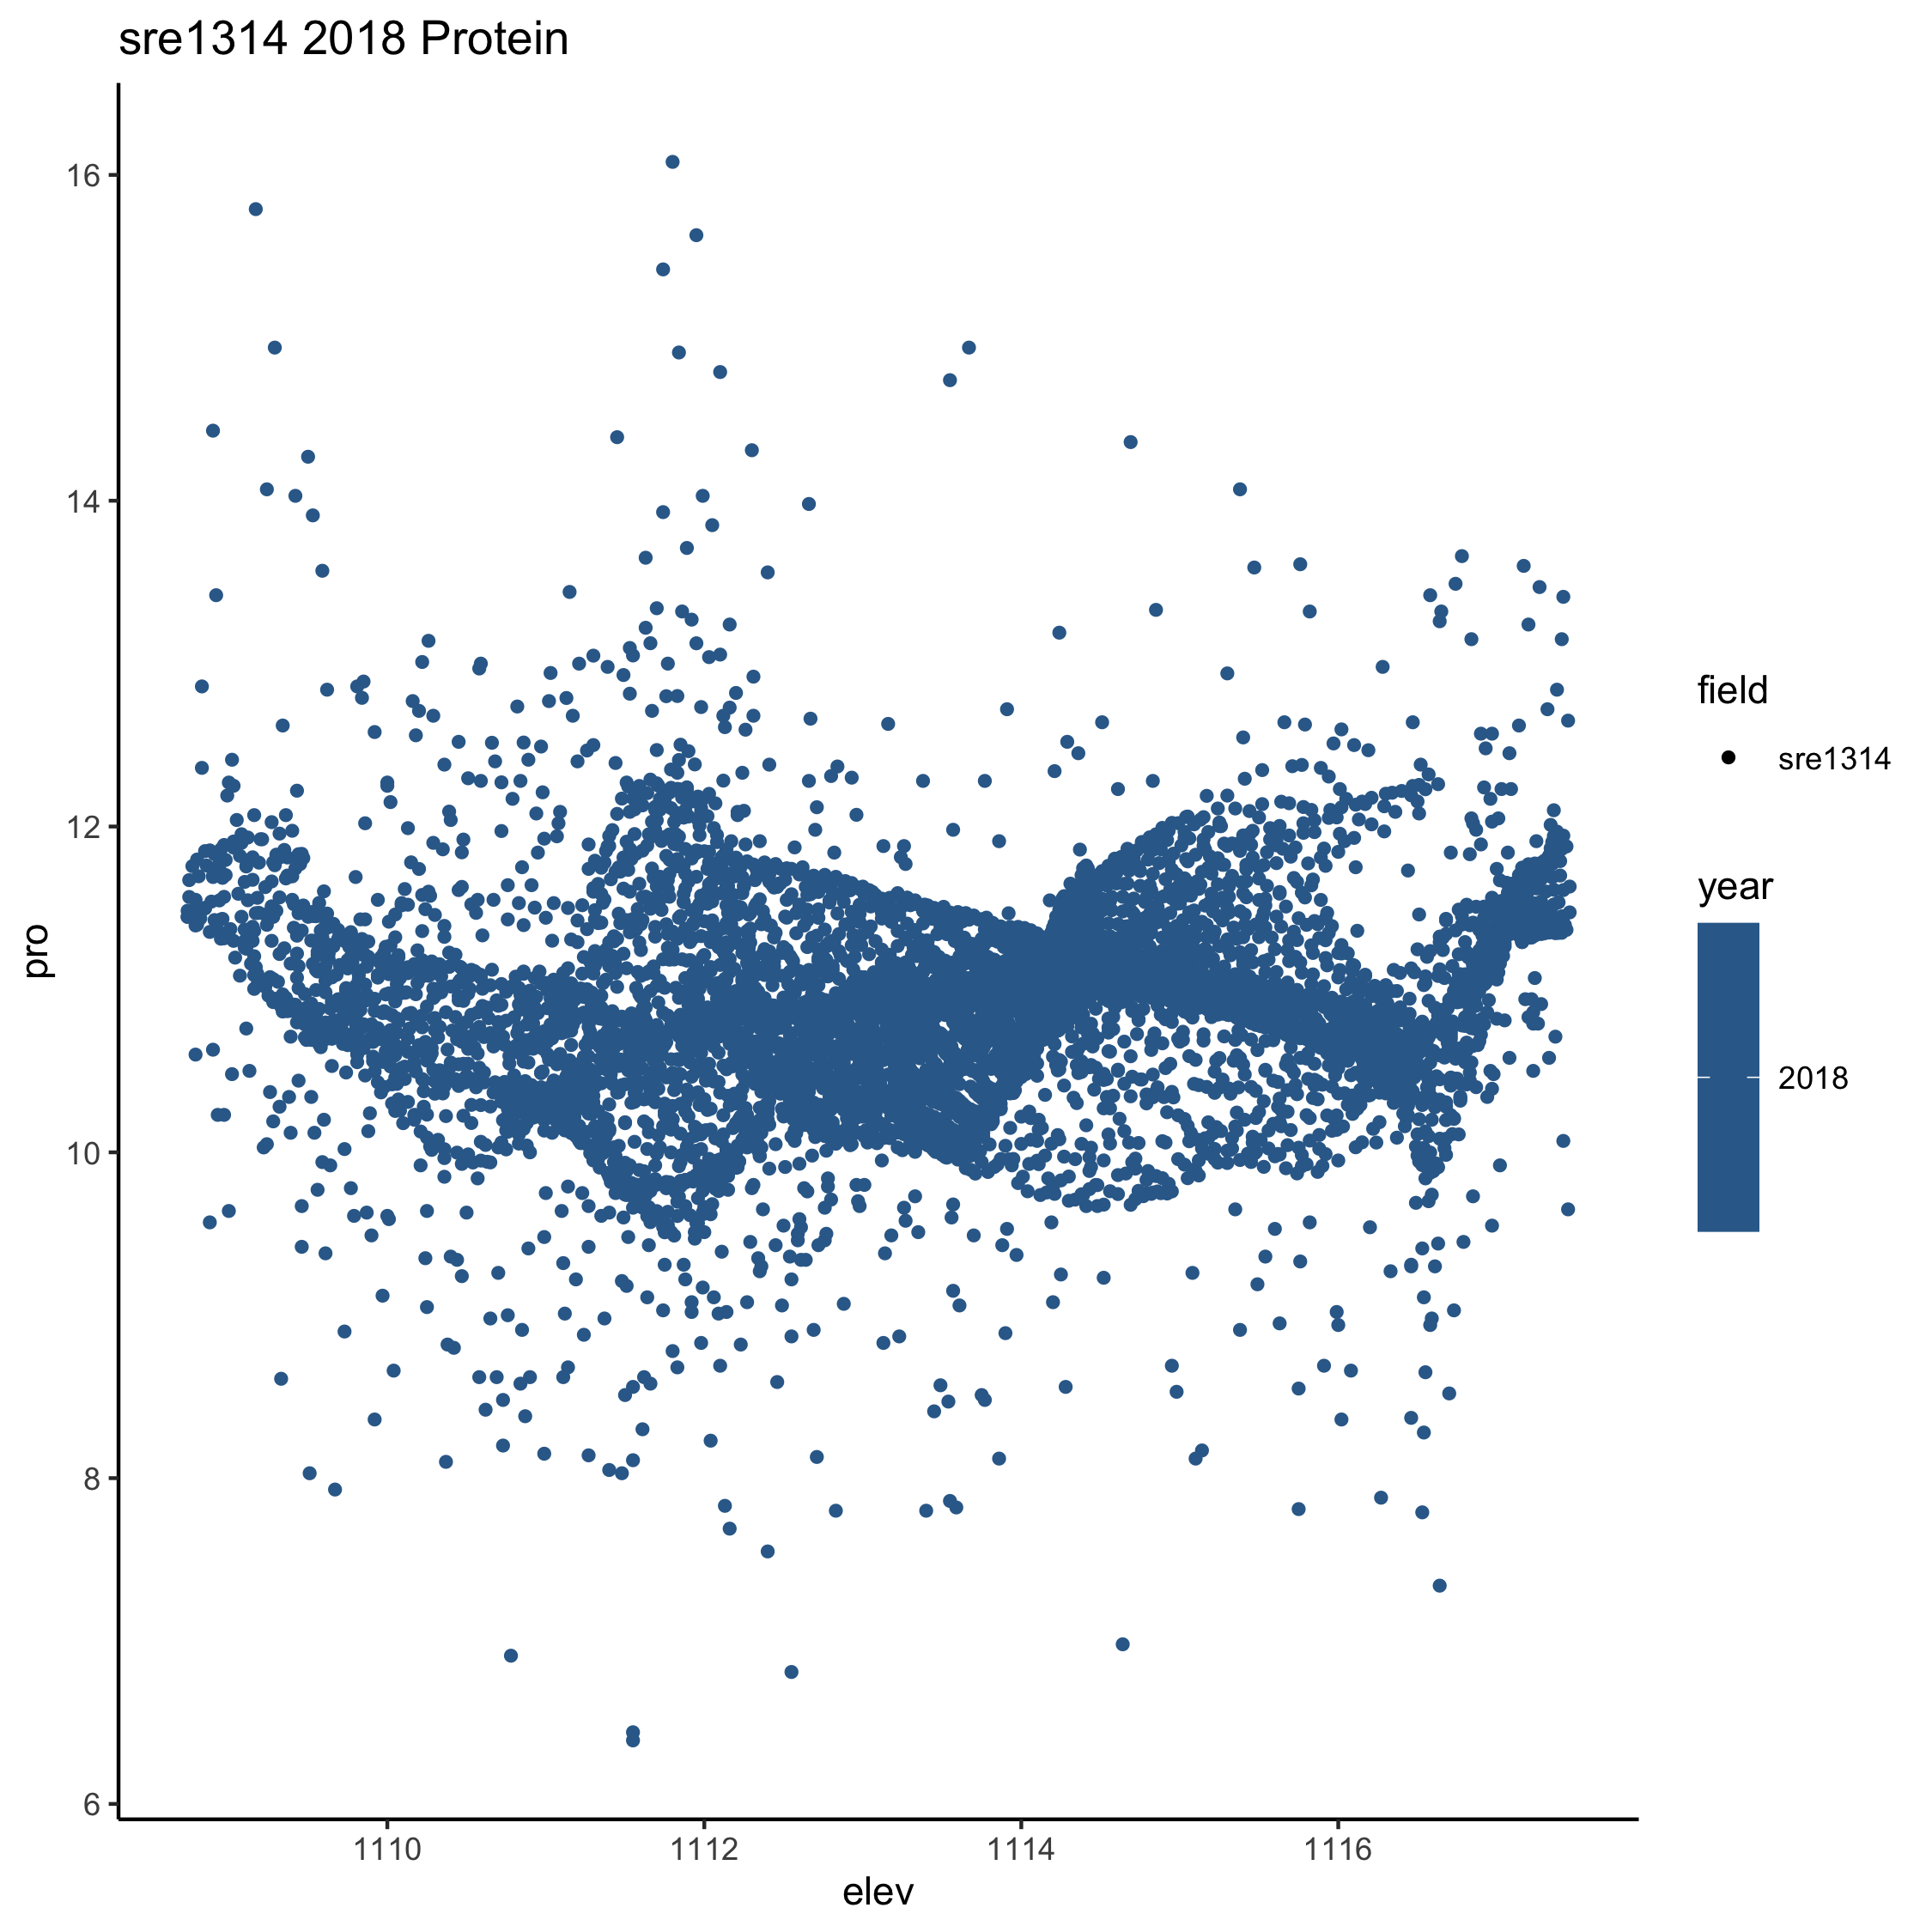 sre1314 2018 Protein
16
14
12
10
8
6
pro
1110 1112 1114 1116
elev
field
sre1314
year
2018